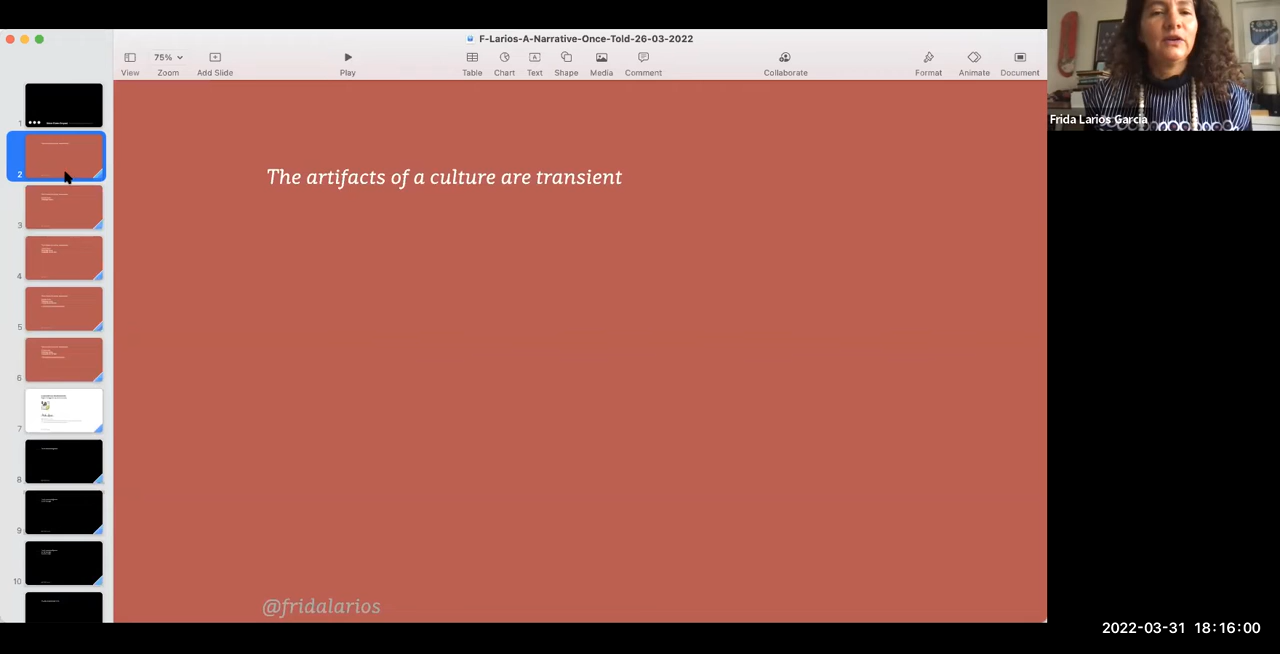 F-Larios-A-Narrative-Once-Told-26-03-2022
75%
View
Zoom
Add Slide
Play
Table
Chart
Text
Shape
Media
Comment
Collaborate
Format
Animate
Document
Frida Larios Garcia
1
2
3
4
5
6
7
8
9
10
The artifacts of a culture are transient
@fridalarios
2022-03-31 18:16:00